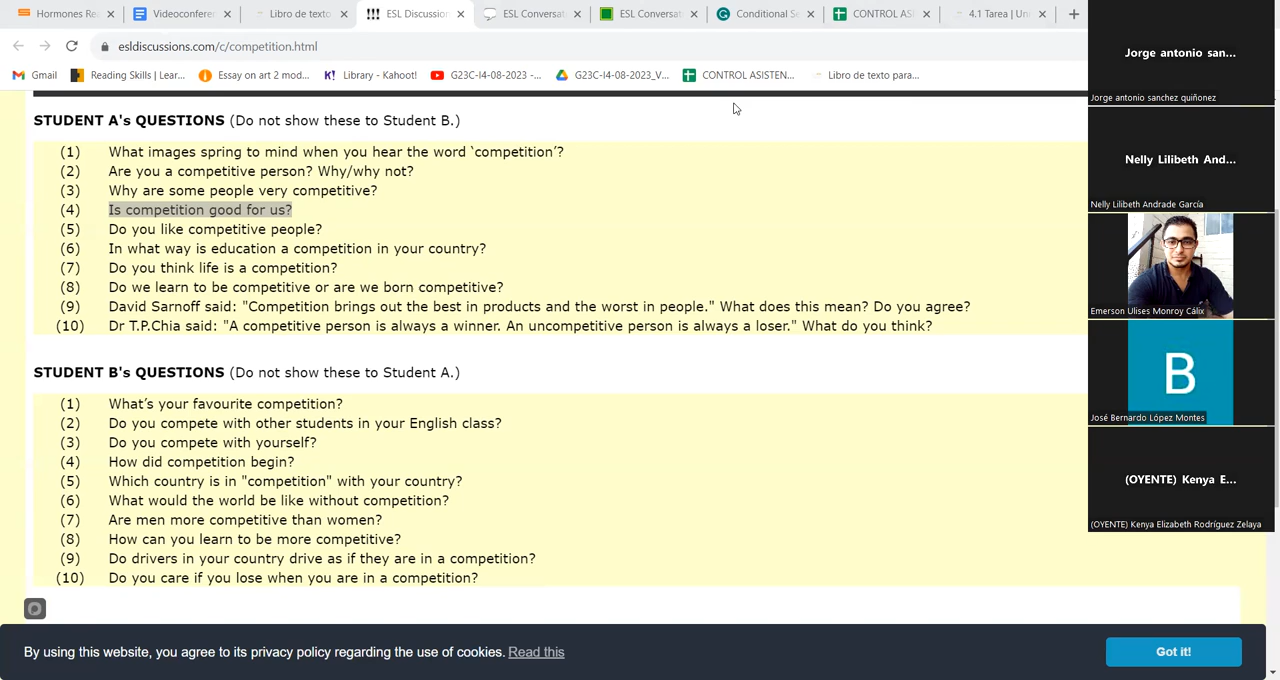 Hormones Re
Videoconferer
Libro de texto
ESL Discussion
ESL Conversat
ESL Conversati
Conditional Se
CONTROL AS
4.1 Tarea | Un
esldiscussions.com/c/competition.html
Gmail
Reading Skills | Lear...
Essay on art 2 mod...
Library - Kahoot!
G23C-I4-08-2023 -...
G23C-I4-08-2023_V...
CONTROL ASISTEN...
Libro de texto para...
STUDENT A's QUESTIONS (Do not show these to Student B.)
(1) What images spring to mind when you hear the word ‘competition’?
(2) Are you a competitive person? Why/why not?
(3) Why are some people very competitive?
(4) Is competition good for us?
(5) Do you like competitive people?
(6) In what way is education a competition in your country?
(7) Do you think life is a competition?
(8) Do we learn to be competitive or are we born competitive?
(9) David Sarnoff said: "Competition brings out the best in products and the worst in people." What does this mean? Do you agree?
(10) Dr T.P.Chia said: "A competitive person is always a winner. An uncompetitive person is always a loser." What do you think?
STUDENT B's QUESTIONS (Do not show these to Student A.)
(1) What’s your favourite competition?
(2) Do you compete with other students in your English class?
(3) Do you compete with yourself?
(4) How did competition begin?
(5) Which country is in "competition" with your country?
(6) What would the world be like without competition?
(7) Are men more competitive than women?
(8) How can you learn to be more competitive?
(9) Do drivers in your country drive as if they are in a competition?
(10) Do you care if you lose when you are in a competition?
By using this website, you agree to its privacy policy regarding the use of cookies. Read this
Got it!
Jorge antonio san...
Jorge antonio sanchez quiñonez
Nelly Lilibeth And...
Nelly Lilibeth Andrade García
Emerson Ulises Monroy Cálix
B
José Bernardo López Montes
(OYENTE) Kenya E...
(OYENTE) Kenya Elizabeth Rodríguez Zelaya